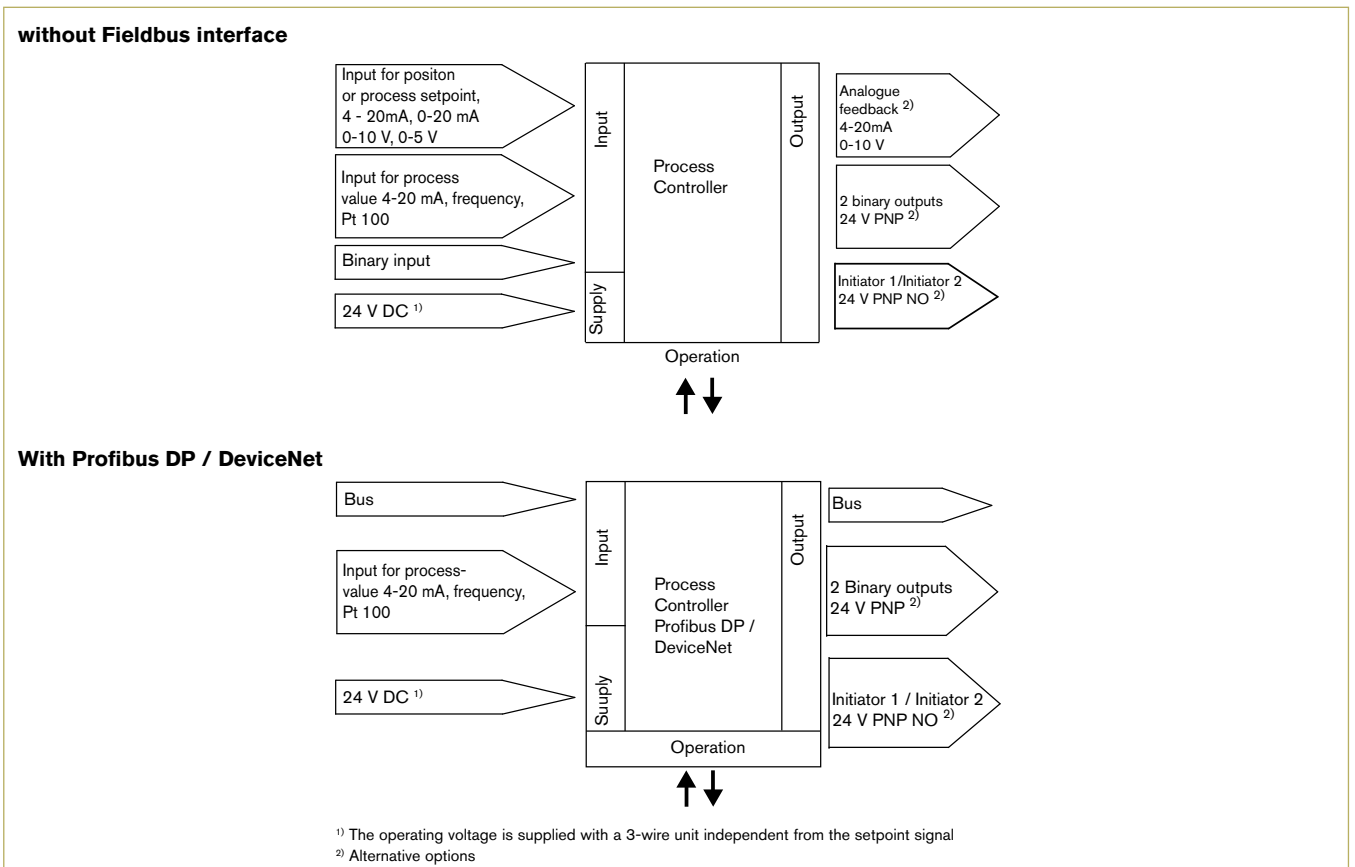 without Fieldbus interface
Input for positon
or process setpoint,
4 - 20mA, 0-20 mA
0-10 V, 0-5 V
Input for process
value 4-20 mA, frequency,
Pt 100
Binary input
24 V DC 1)
Input
Supply
Process
Controller
Output
Operation
Analogue
feedback 2)
4-20mA
0-10 V
2 binary outputs
24 V PNP 2)
Initiator 1/Initiator 2
24 V PNP NO 2)
With Profibus DP / DeviceNet
Bus
Input for process-
value 4-20 mA, frequency,
Pt 100
24 V DC 1)
Input
Suuply
Process
Controller
Profibus DP /
DeviceNet
Output
Operation
Bus
2 Binary outputs
24 V PNP 2)
Initiator 1 / Initiator 2
24 V PNP NO 2)
1) The operating voltage is supplied with a 3-wire unit independent from the setpoint signal
2) Alternative options